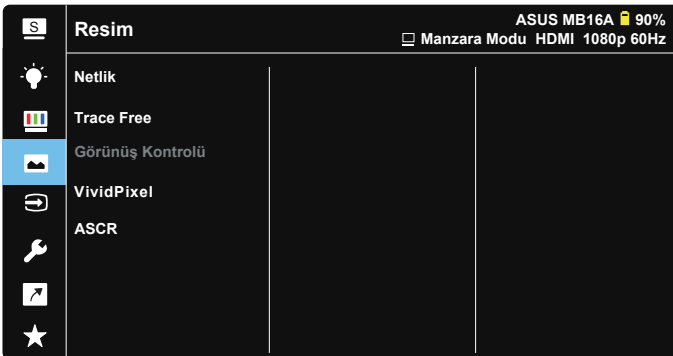 S
Resim
ASUS MB16A 90%
Manzara Modu HDMI 1080p 60Hz
Netlik
Trace Free
Görünüş Kontrolü
VividPixel
ASCR